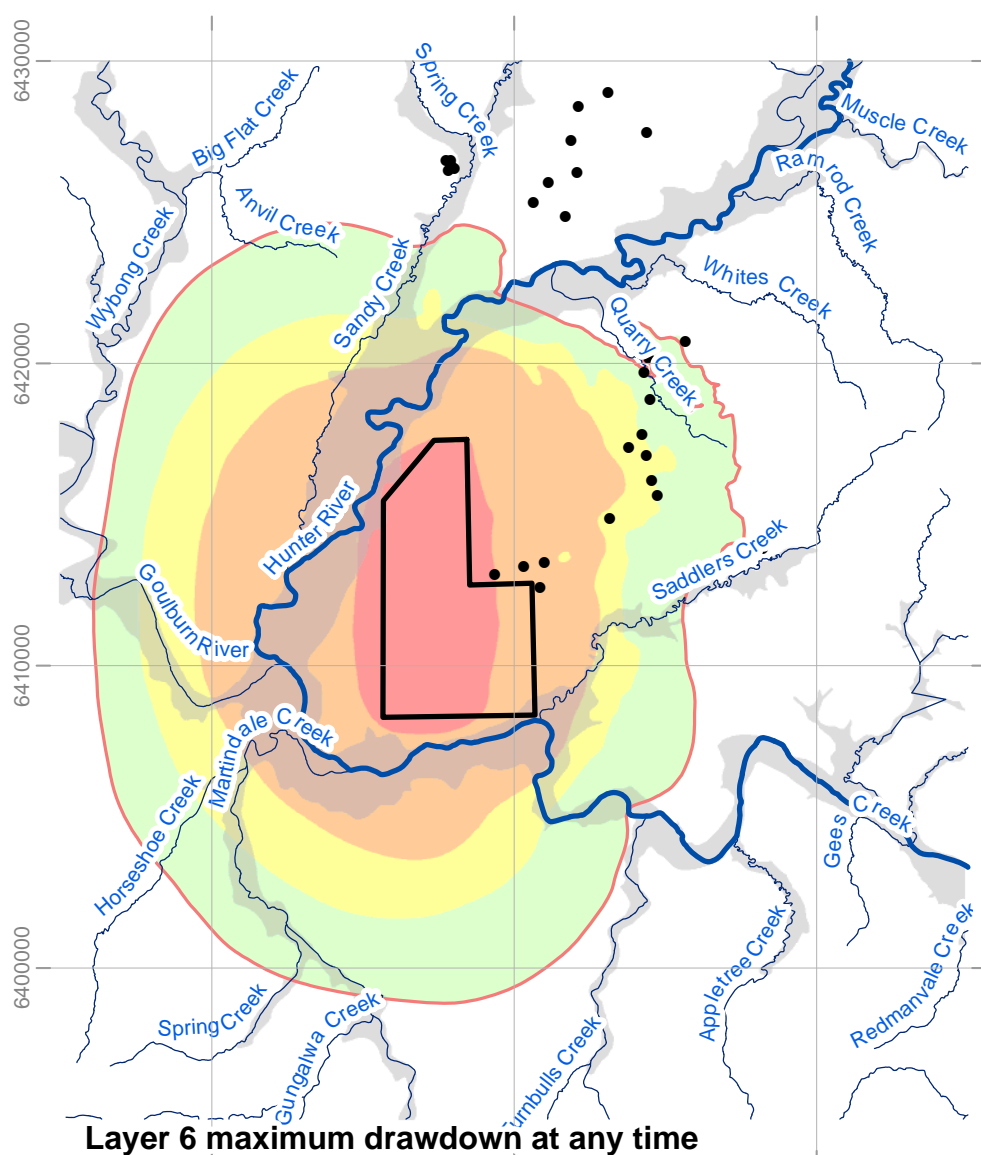 6430000
Spring Creek
Big Flat Creek
Muscle Creek
Ramrod Creek
Anvil Creek
Wybong Creek
Sandy Creek
Whites Creek
Quarry Creek
6420000
Hunter River
Saddlers Creek
Goulburn River
6410000
Martindale Creek
Horseshoe Creek
Gees Creek
6400000
Spring Creek
Gungalwa Creek
Turnbulls Creek
Appletree Creek
Redmanvale Creek
Layer 6 maximum drawdown at any time